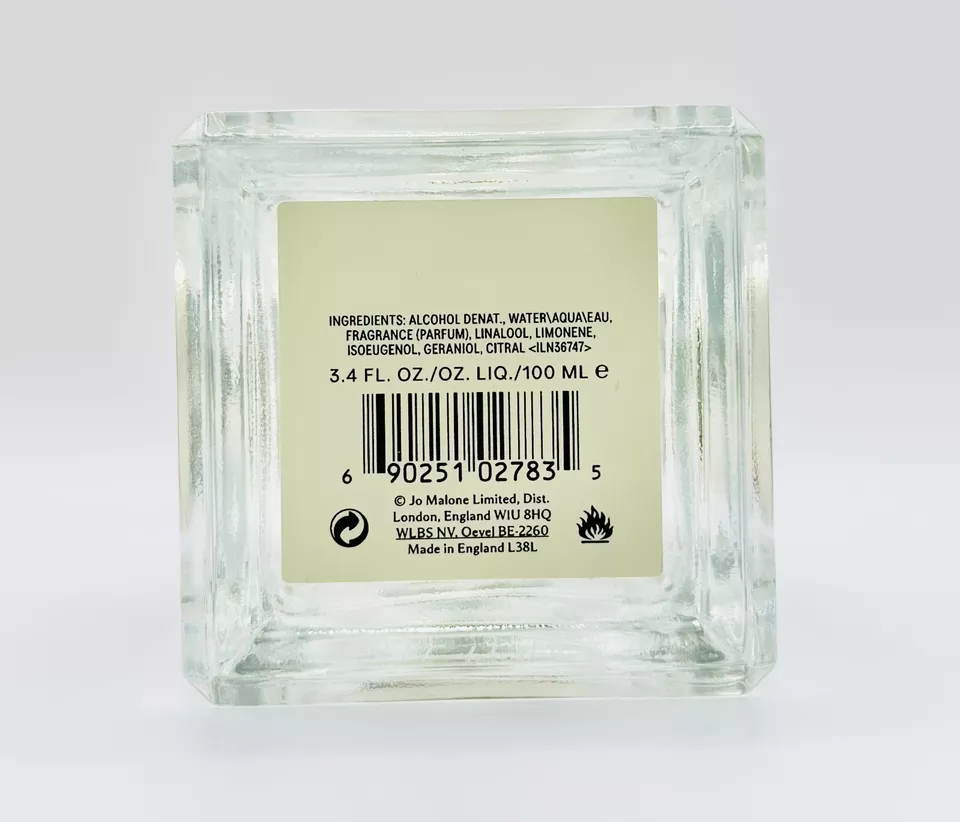 INGREDIENTS: ALCOHOL DENAT., WATER\AQUA\EAU,
FRAGRANCE (PARFUM), LINALOOL, LIMONENE,
ISOEUGENOL, GERANIOL, CITRAL <ILN36747>
3.4 FL. OZ./OZ. LIQ./100 ML ℮
6 90251 02783 5
© Jo Malone Limited, Dist.
London, England W1U 8HQ
WLBS NV, Oevel BE-2260
Made in England L38L